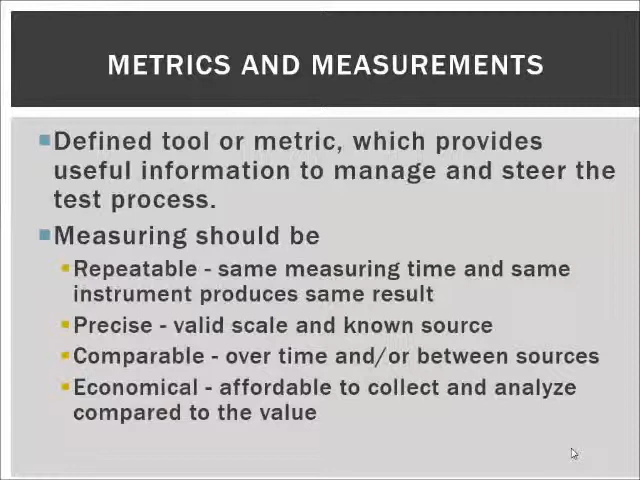 METRICS AND MEASUREMENTS
Defined tool or metric, which provides
useful information to manage and steer the
test process.
Measuring should be
Repeatable - same measuring time and same
instrument produces same result
Precise - valid scale and known source
Comparable - over time and/or between sources
Economical - affordable to collect and analyze
compared to the value